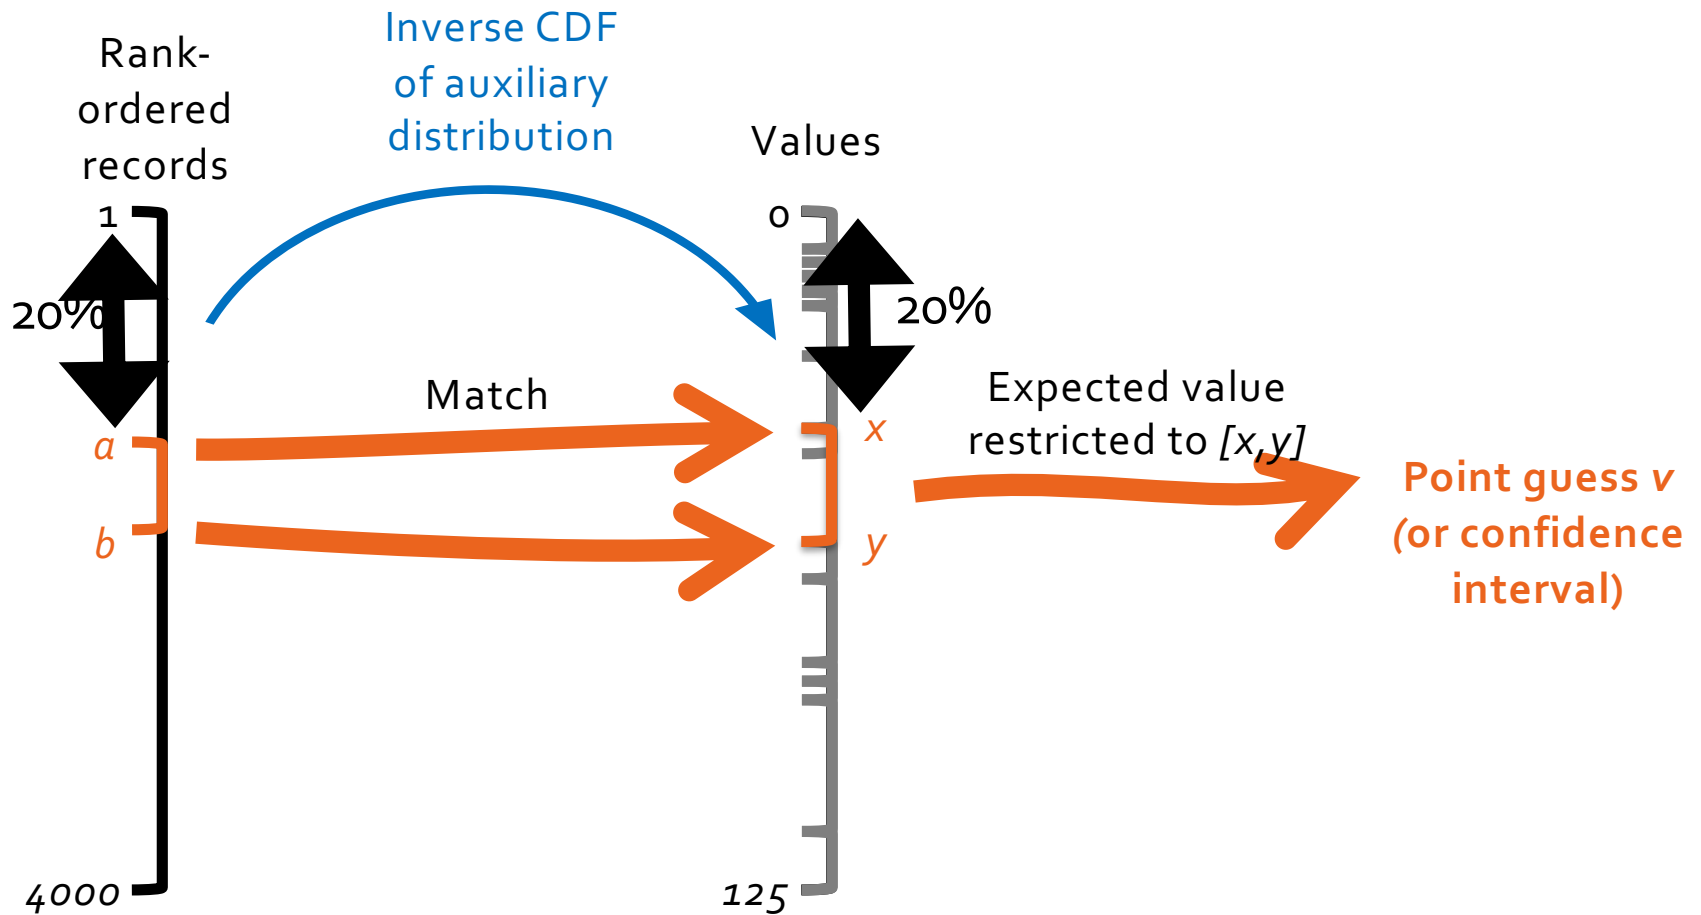 Rank-
ordered
records
Inverse CDF
of auxiliary
distribution
Values
1
0
20%
20%
Match
a
b
x
y
Expected value
restricted to [x,y]
Point guess v
(or confidence
interval)
4000
125